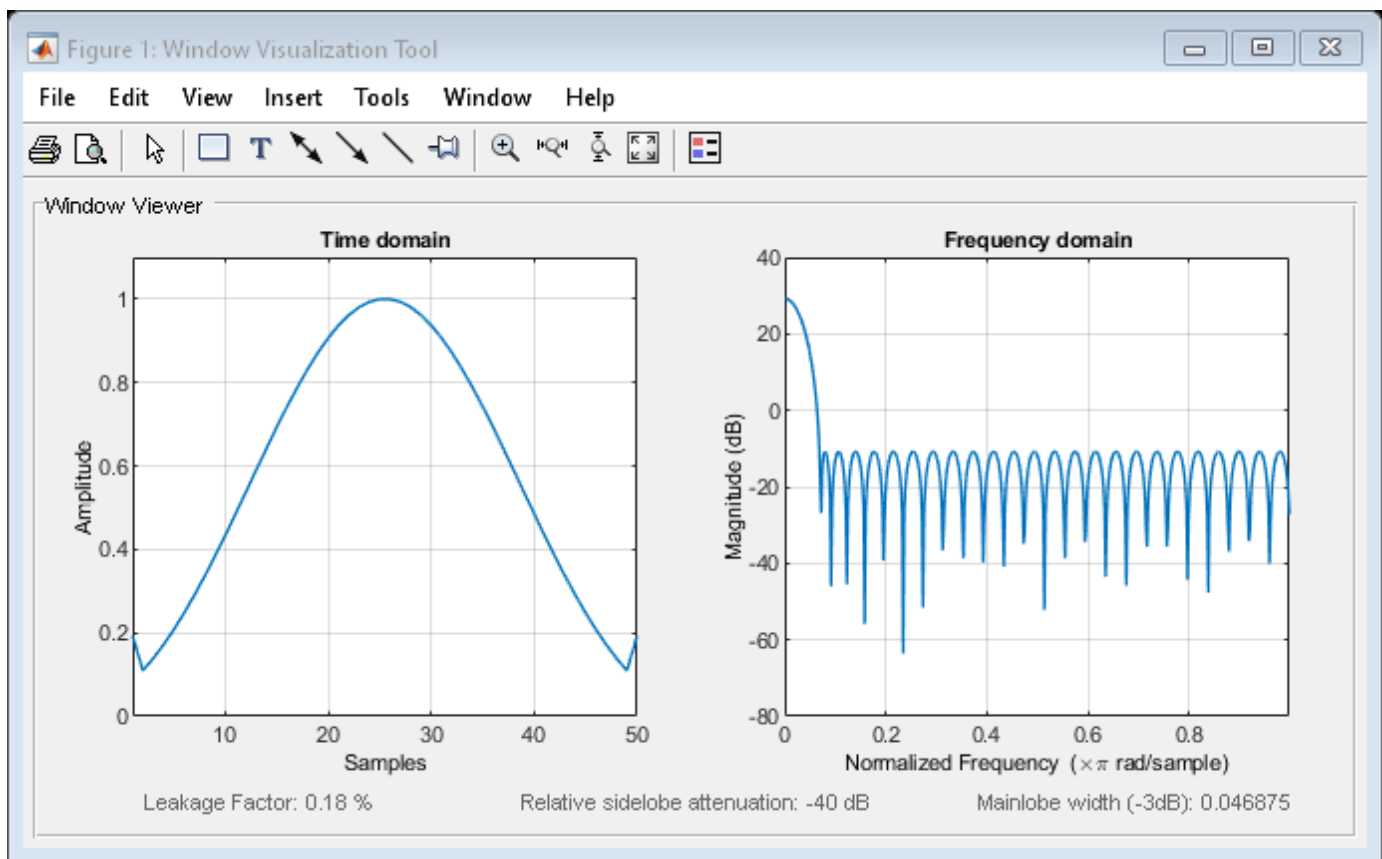 Figure 1: Window Visualization Tool
File Edit View Insert Tools Window Help
T
Window Viewer
Time domain
Amplitude
1
0.8
0.6
0.4
0.2
0
10 20 30 40 50
Samples
Frequency domain
Magnitude (dB)
40
20
0
-20
-40
-60
-80
0 0.2 0.4 0.6 0.8
Normalized Frequency (×π rad/sample)
Leakage Factor: 0.18 % Relative sidelobe attenuation: -40 dB Mainlobe width (-3dB): 0.046875